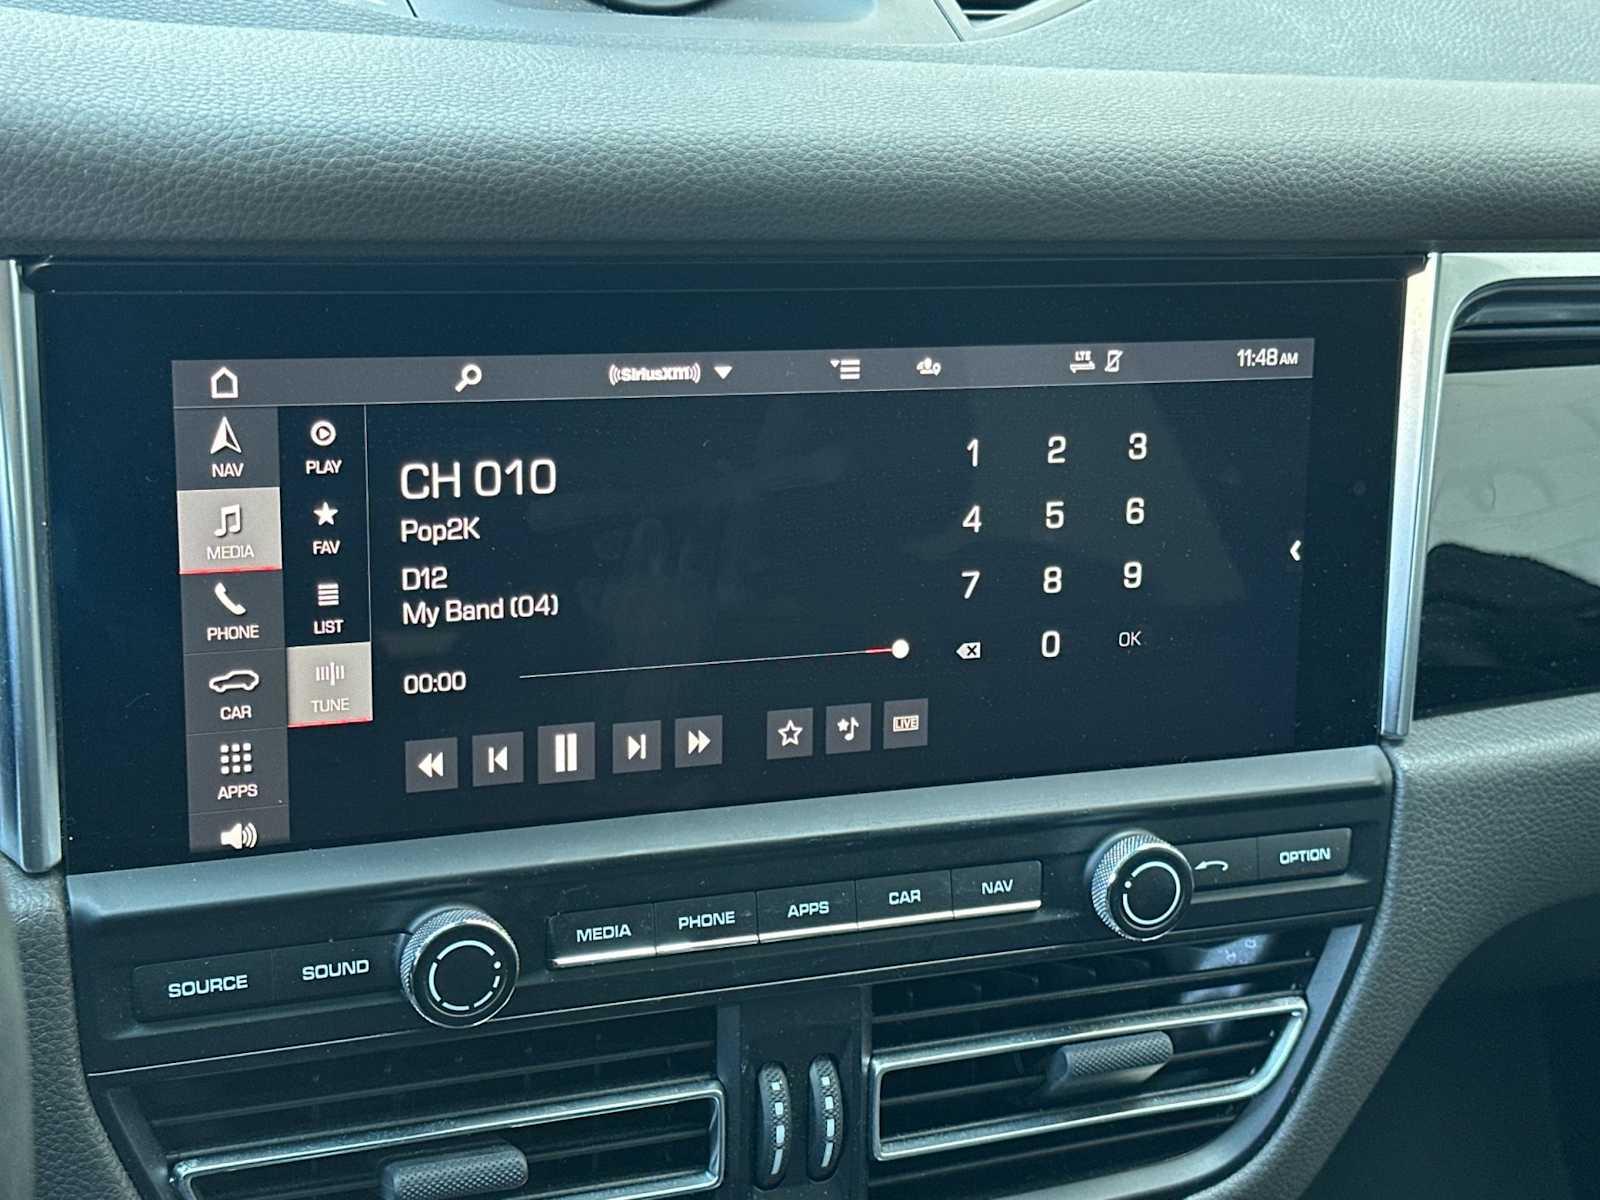 SiriusXM
LTE
11:48 AM
NAV
MEDIA
PHONE
CAR
APPS
PLAY
FAV
LIST
TUNE
CH 010
Pop2K
D12
My Band (04)
00:00
LIVE
1 2 3
4 5 6
7 8 9
0 OK
SOURCE SOUND MEDIA PHONE APPS CAR NAV OPTION